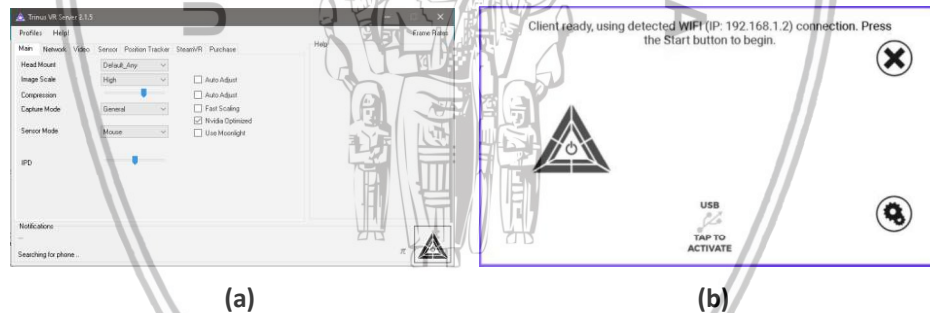 Trinus VR Server 2.1.5
Profiles Help!
Frame Rates
Main Network Video Sensor Position Tracker SteamVR Purchase
Help
Head Mount Default_Any
Image Scale High Auto Adjust
Compression Auto Adjust
Capture Mode General Fast Scaling
Nvidia Optimized
Sensor Mode Mouse Use Moonlight
IPD
Notifications
...
Searching for phone ..
π
Client ready, using detected WIFI (IP: 192.168.1.2) connection. Press
the Start button to begin.
USB
TAP TO
ACTIVATE
(a)
(b)